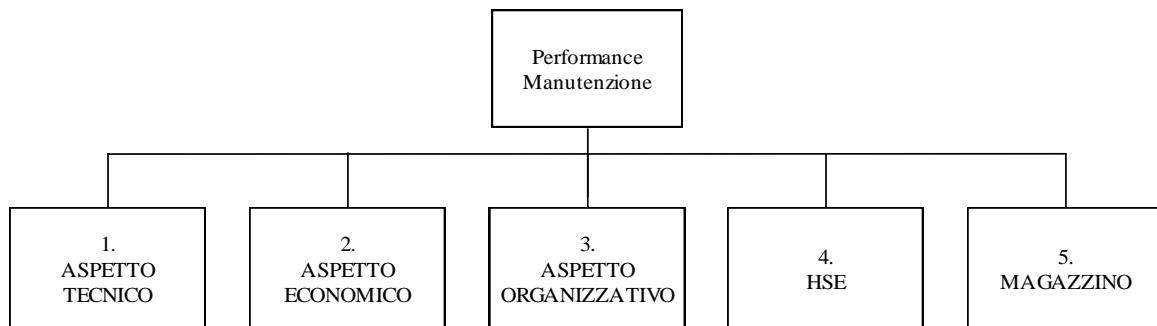 Performance
Manutenzione
1.
ASPETTO
TECNICO
2.
ASPETTO
ECONOMICO
3.
ASPETTO
ORGANIZZATIVO
4.
HSE
5.
MAGAZZINO